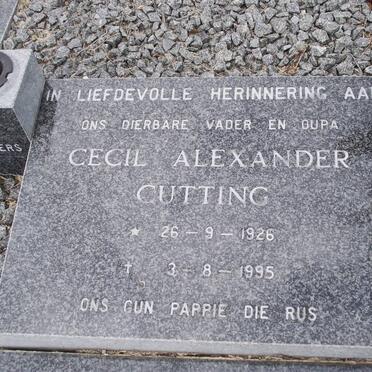 IN LIEFDEVOLLE HERINNERING AAN
ONS DIERBARE VADER EN OUPA
CECIL ALEXANDER
CUTTING
★ 26 – 9 – 1926
† 3 – 8 – 1995
ONS GUN PAPPIE DIE RUS